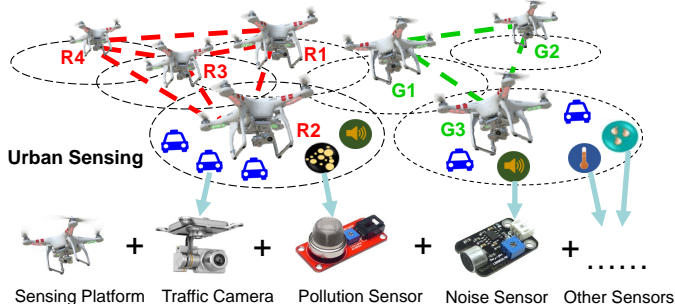 R4
R3
R1
G2
G1
R2
G3
Urban Sensing
+ + + + ......
Sensing Platform Traffic Camera Pollution Sensor Noise Sensor Other Sensors